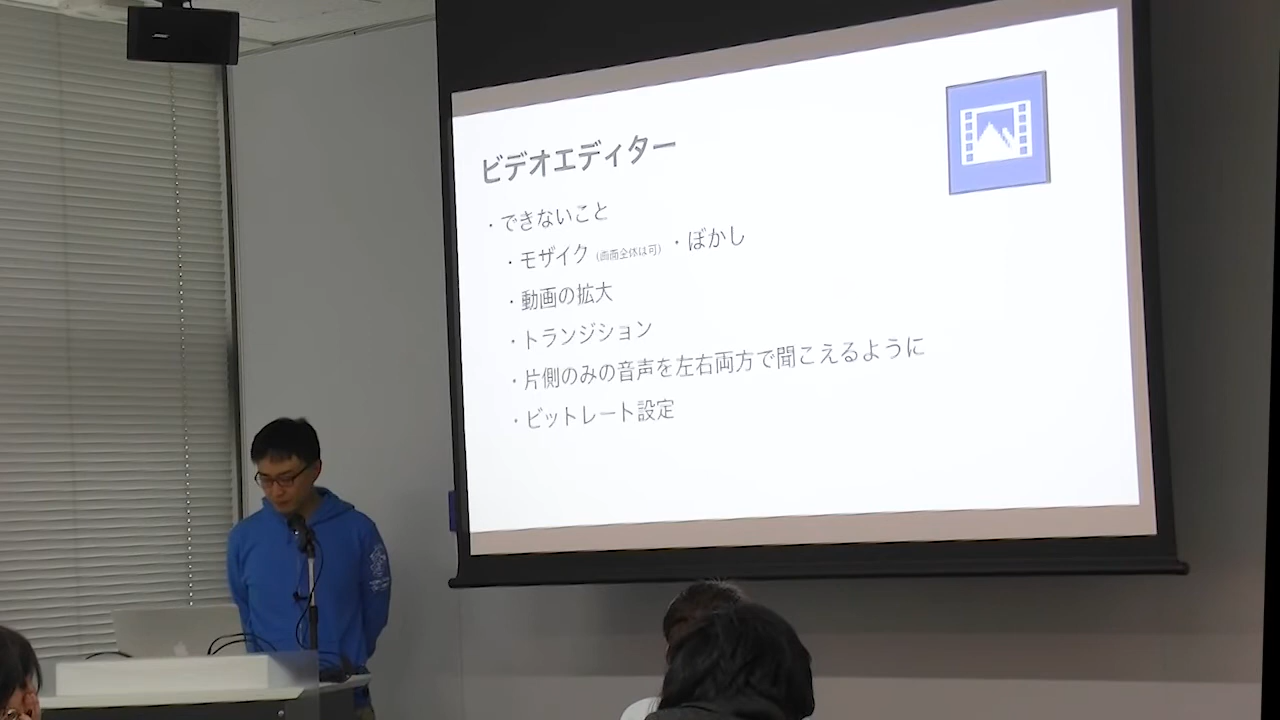 ビデオエディター
・できないこと
・モザイク（画面全体は可）・ぼかし
・動画の拡大
・トランジション
・片側のみの音声を左右両方で聞こえるように
・ビットレート設定